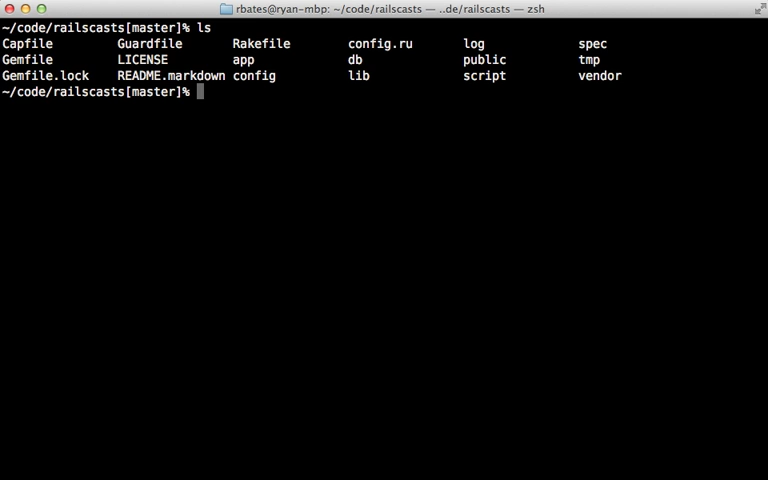 rbates@ryan-mbp: ~/code/railscasts — ..de/railscasts — zsh
~/code/railscasts[master]% ls
Capfile Guardfile Rakefile config.ru log spec
Gemfile LICENSE app db public tmp
Gemfile.lock README.markdown config lib script vendor
~/code/railscasts[master]%